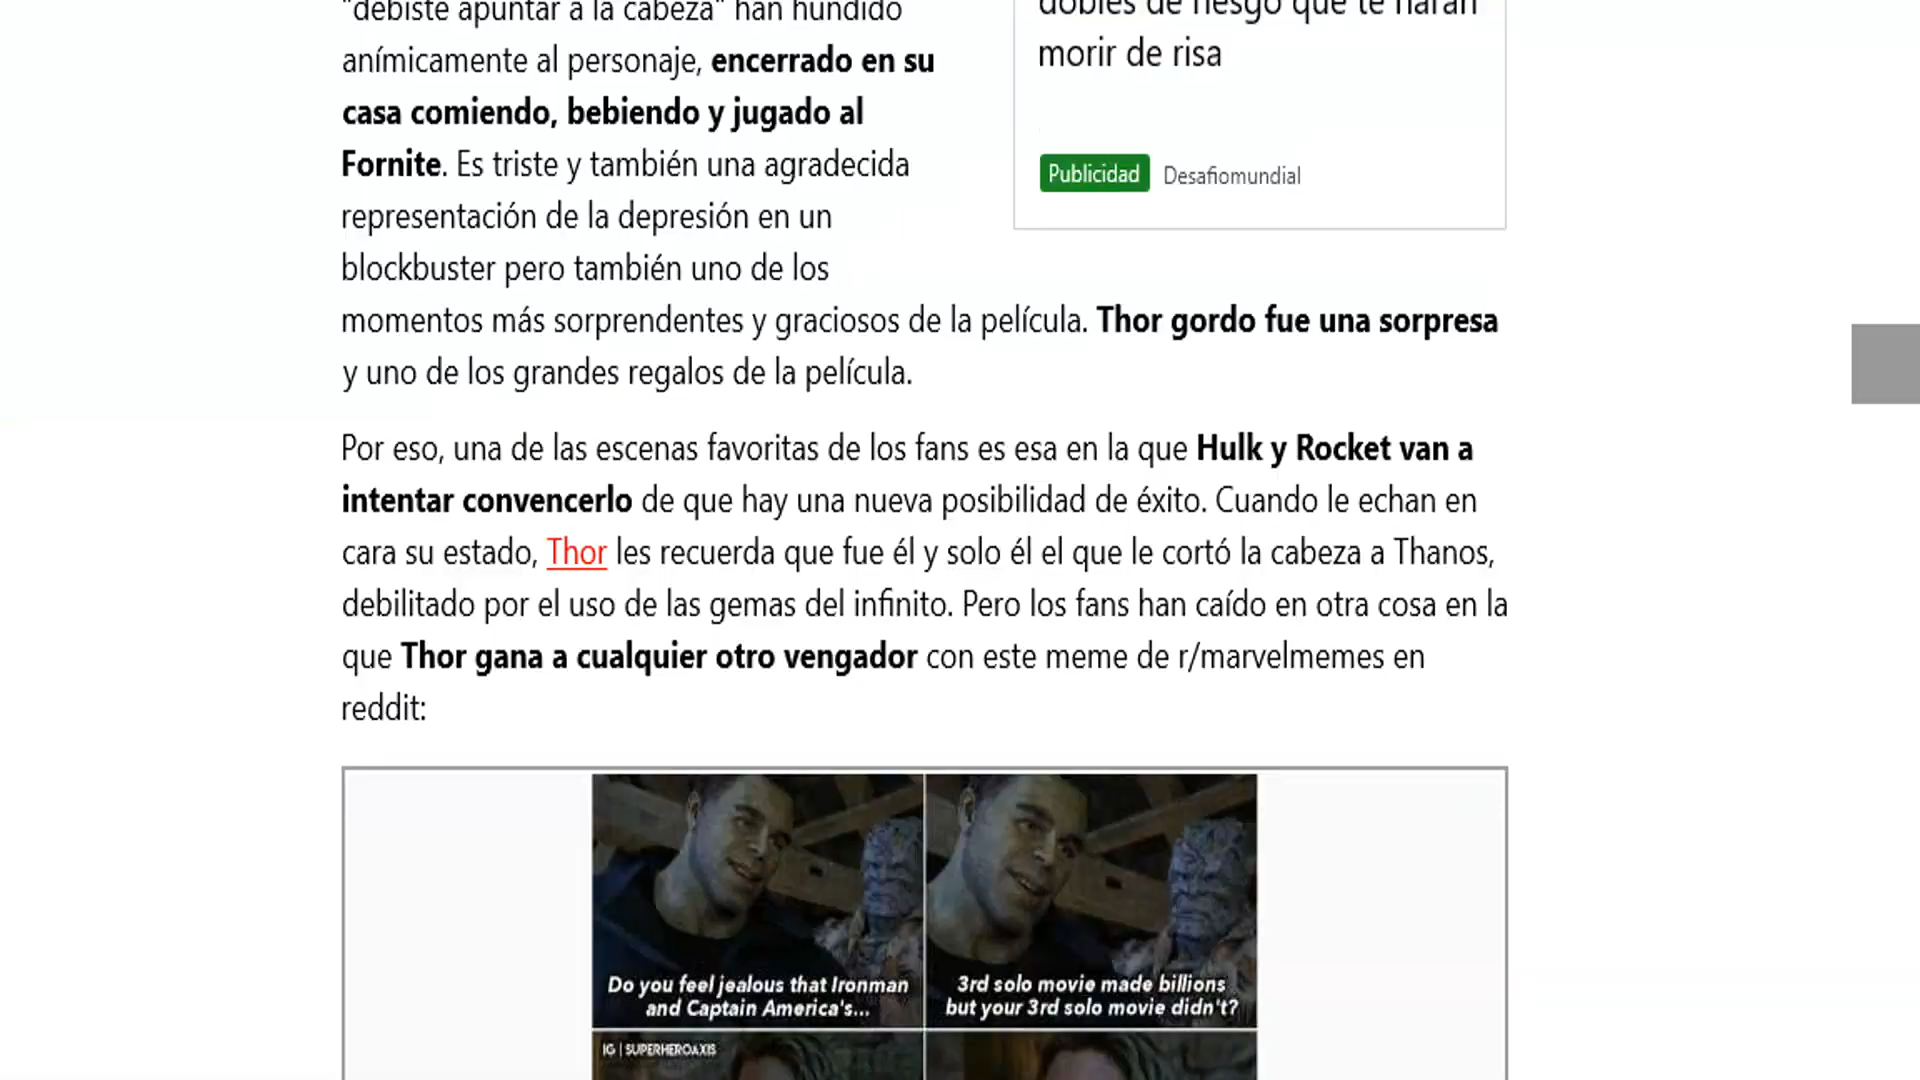 "debiste apuntar a la cabeza" han hundido
anímicamente al personaje, encerrado en su
casa comiendo, bebiendo y jugado al
Fornite. Es triste y también una agradecida
representación de la depresión en un
blockbuster pero también uno de los
momentos más sorprendentes y graciosos de la película. Thor gordo fue una sorpresa
y uno de los grandes regalos de la película.
dobles de riesgo que te harán
morir de risa
Publicidad Desafiomundial
Por eso, una de las escenas favoritas de los fans es esa en la que Hulk y Rocket van a
intentar convencerlo de que hay una nueva posibilidad de éxito. Cuando le echan en
cara su estado, Thor les recuerda que fue él y solo él el que le cortó la cabeza a Thanos,
debilitado por el uso de las gemas del infinito. Pero los fans han caído en otra cosa en la
que Thor gana a cualquier otro vengador con este meme de r/marvelmemes en
reddit:
Do you feel jealous that Ironman
and Captain America's...
3rd solo movie made billions
but your 3rd solo movie didn't?
IG | SUPERHEROAXIS